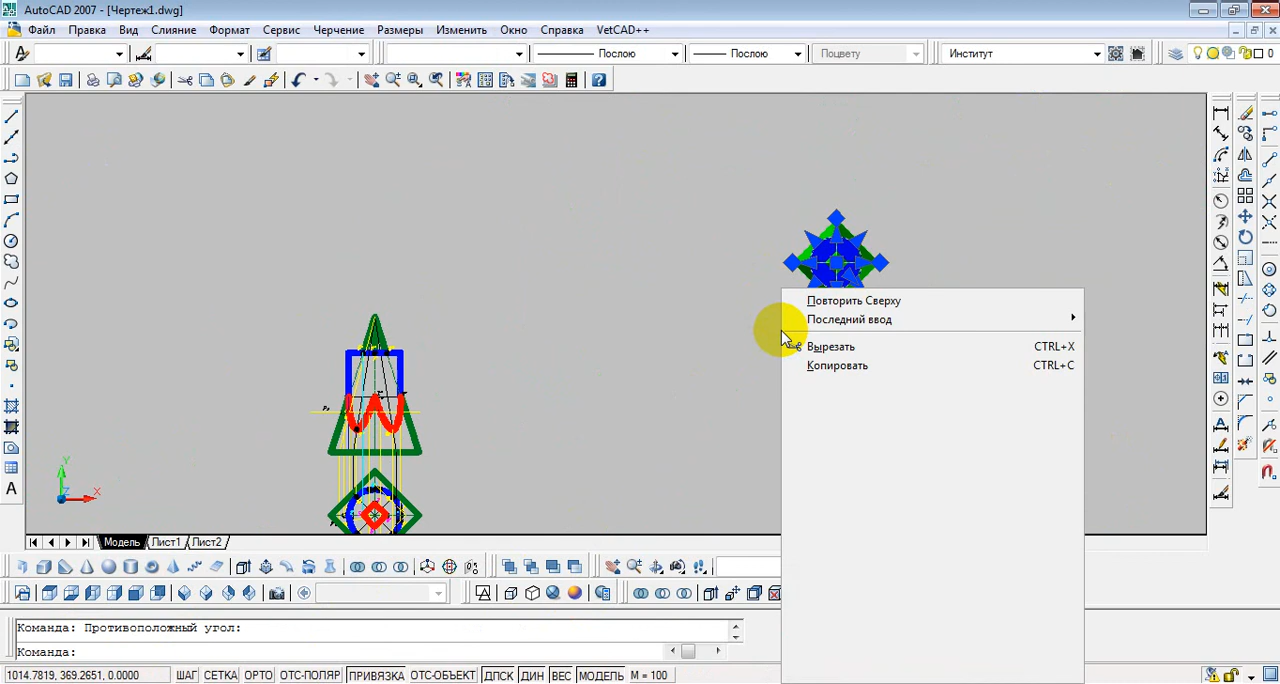 AutoCAD 2007 - [Чертеж1.dwg]
Файл Правка Вид Слияние Формат Сервис Черчение Размеры Изменить Окно Справка VetCAD++
Послою Послою Поцвету Институт 0
Повторить Сверху
Последний ввод
Вырезать CTRL+X
Копировать CTRL+C
Y
Z X
Модель Лист1 Лист2
Команда: Противоположный угол:
Команда:
1014.7819, 369.2651, 0.0000 ШАГ СЕТКА ОРТО ОТС-ПОЛЯР ПРИВЯЗКА ОТС-ОБЪЕКТ ДПСК ДИН ВЕС МОДЕЛЬ М = 100